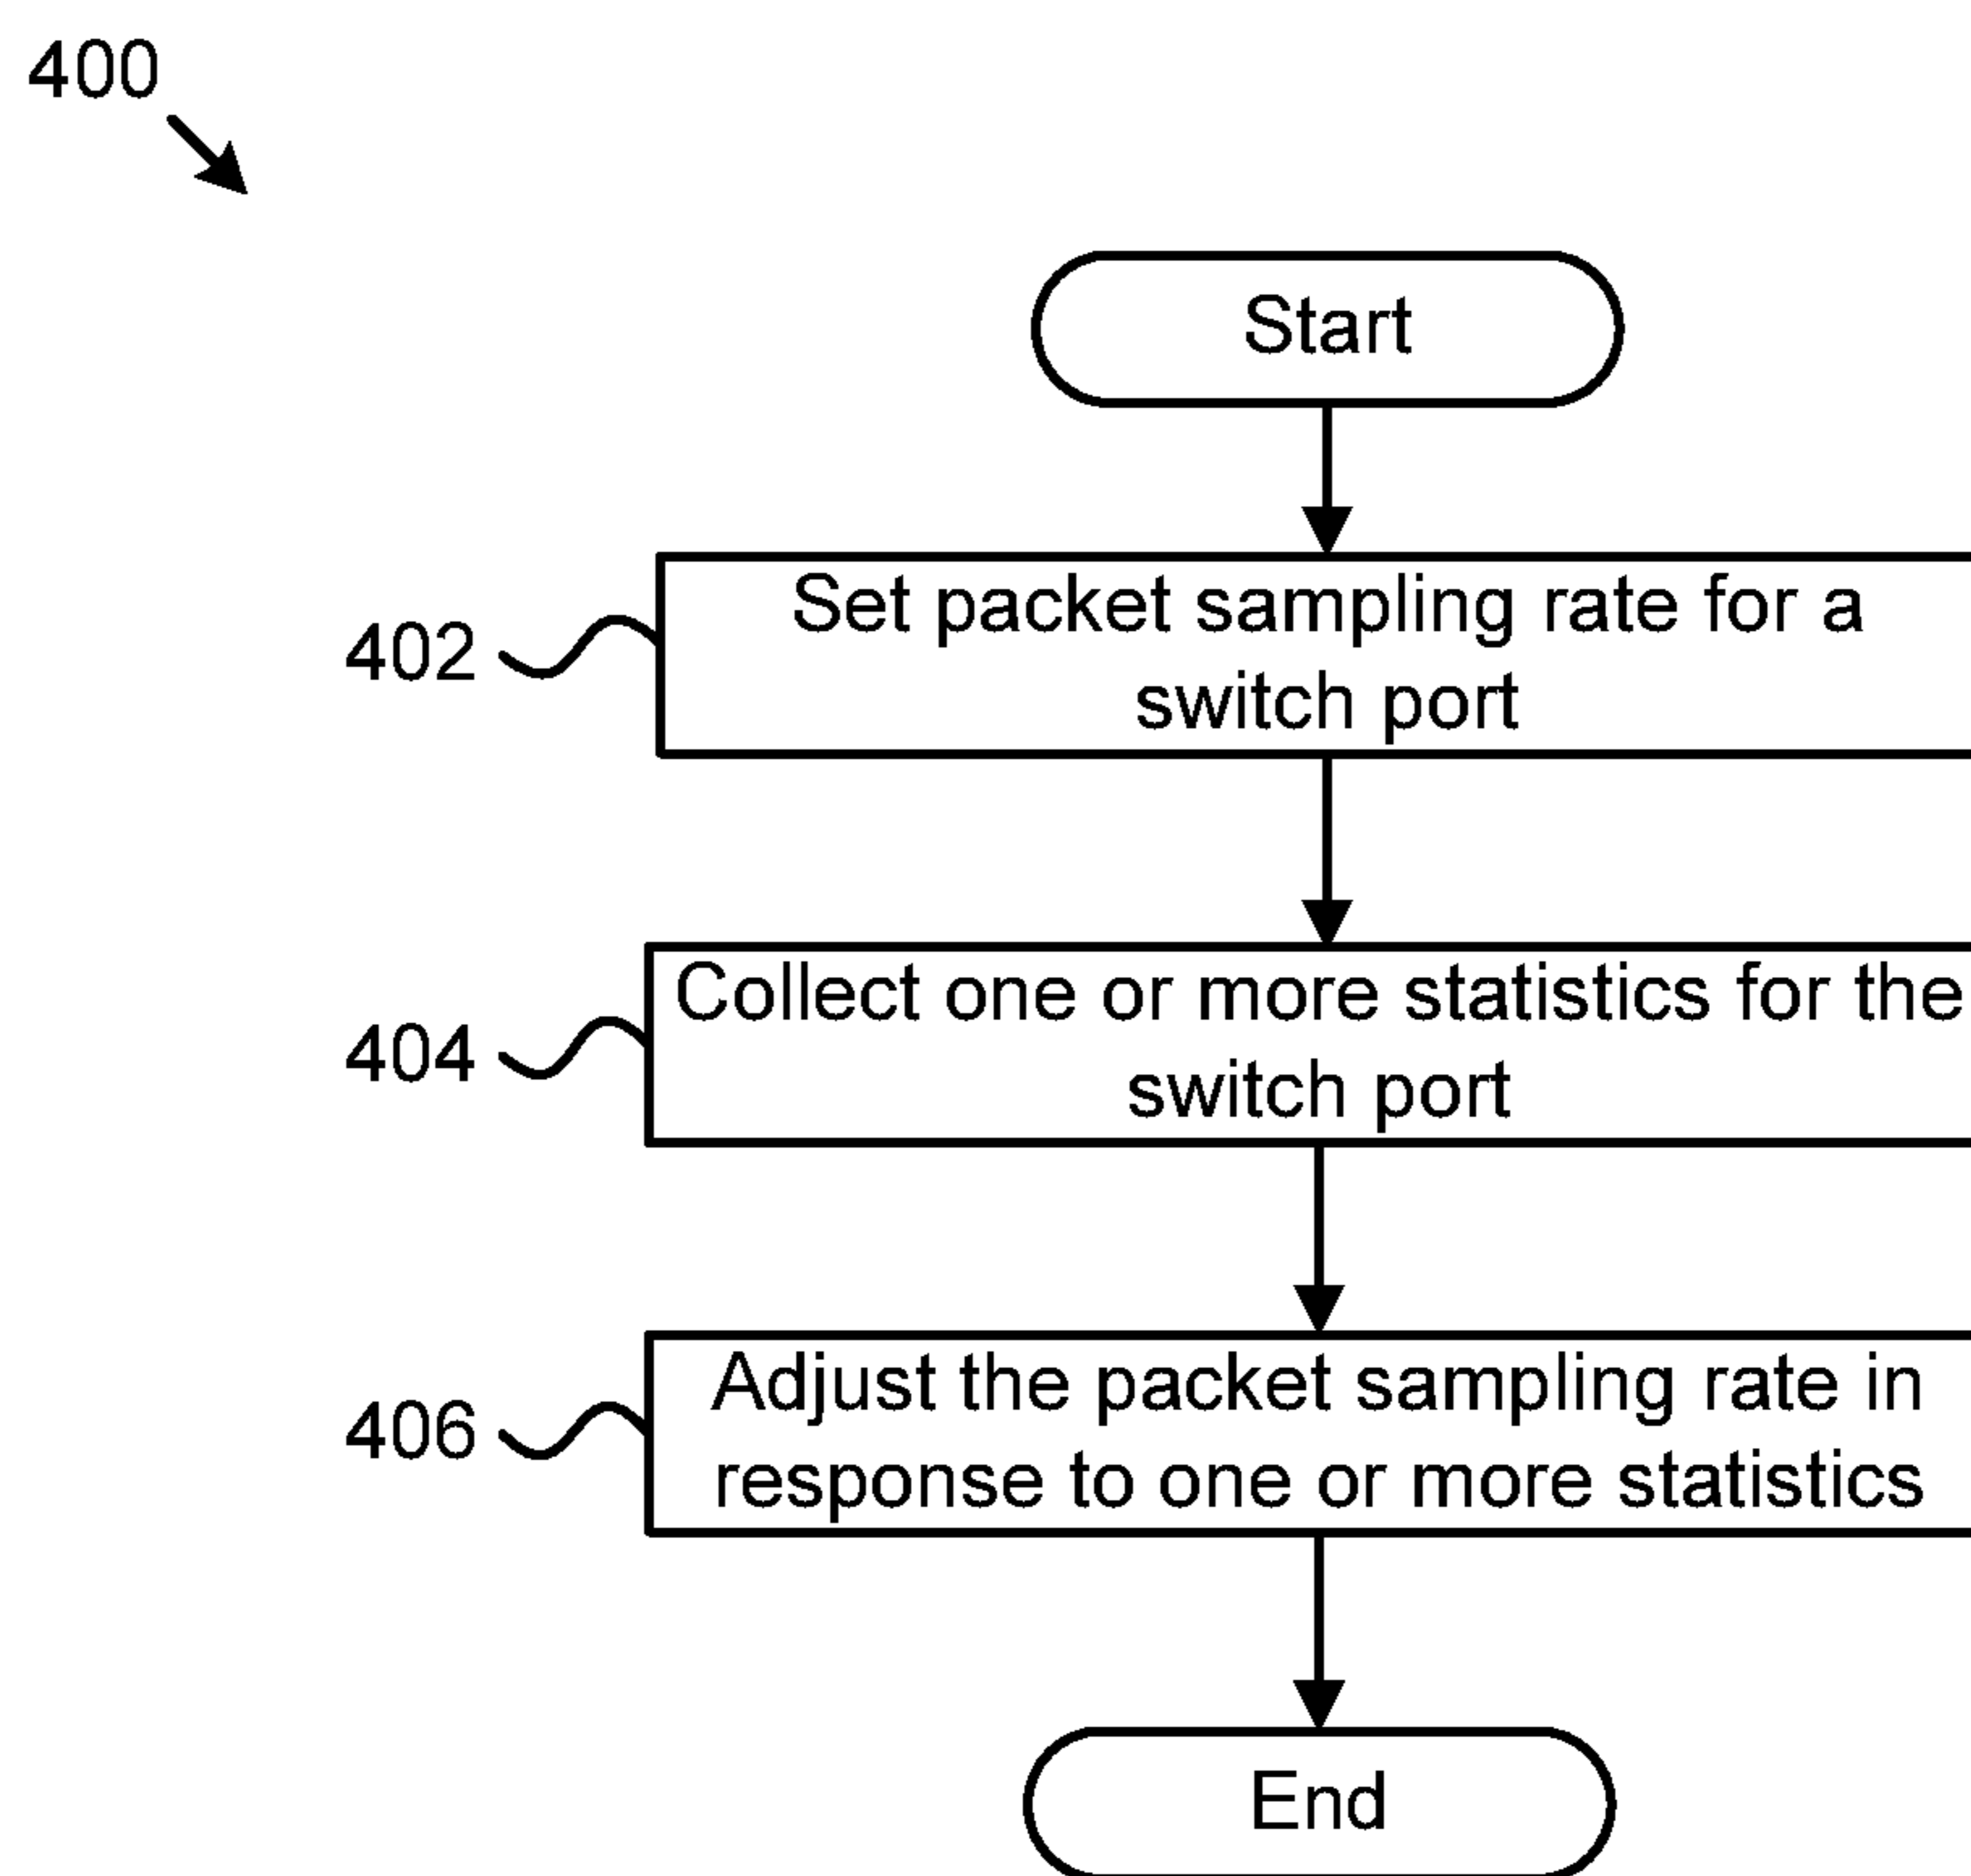 400
Start
402
Set packet sampling rate for a
switch port
404
Collect one or more statistics for the
switch port
406
Adjust the packet sampling rate in
response to one or more statistics
End